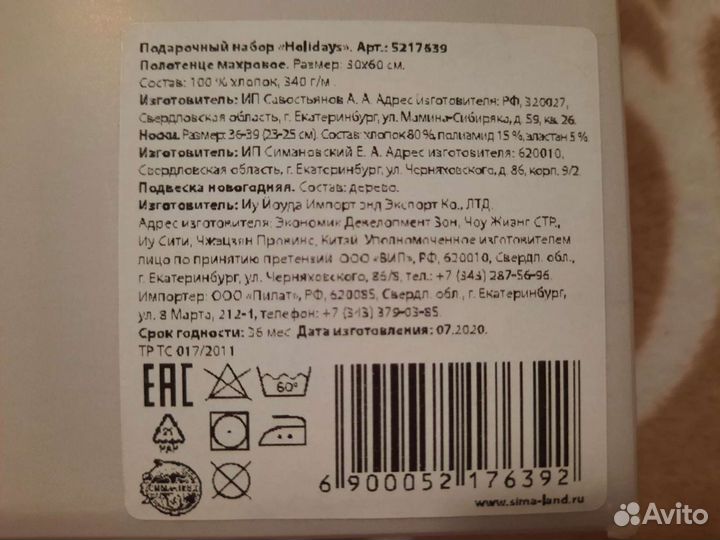 Подарочный набор «Holidays». Арт.: 5217639
Полотенце махровое. Размер: 30х60 см.
Состав: 100 % хлопок, 340 г/м
Изготовитель: ИП Савостьянов А. А. Адрес изготовителя: РФ, 320027,
Свердловская область, г. Екатеринбург, ул. Мамина-Сибиряка, д. 59, кв. 26.
Носки. Размер: 36-39 (23-25 см). Состав: хлопок 80 %, полиамид 15 %, эластан 5 %.
Изготовитель: ИП Симановский Е. А. Адрес изготовителя: 620010,
Свердловская область, г. Екатеринбург, ул. Черняховского, д. 86, корп. 9/2
Подвеска новогодняя. Состав: дерево.
Изготовитель: Иу Йоуда Импорт энд Экспорт Ко., ЛТД.
Адрес изготовителя: Экономик Девелопмент Зон, Чоу Жианг СТР.,
Иу Сити, Чжэцзян Провинс, Китай. Уполномоченное изготовителем
лицо по принятию претензий: ООО «ВИП», РФ, 620010, Свердл. обл.,
г. Екатеринбург, ул. Черняховского, 86/8, тел.: +7 (343) 287-56-96.
Импортер: ООО «Пилат», РФ, 620085, Свердл. обл., г. Екатеринбург,
ул. 8 Марта, 212-1, телефон: +7 (343) 379-03-85.
Срок годности: 36 мес. Дата изготовления: 07.2020.
ТР ТС 017/2011
EAC
60°
21
PAP
6 900052 176392
www.sima-land.ru
Avito